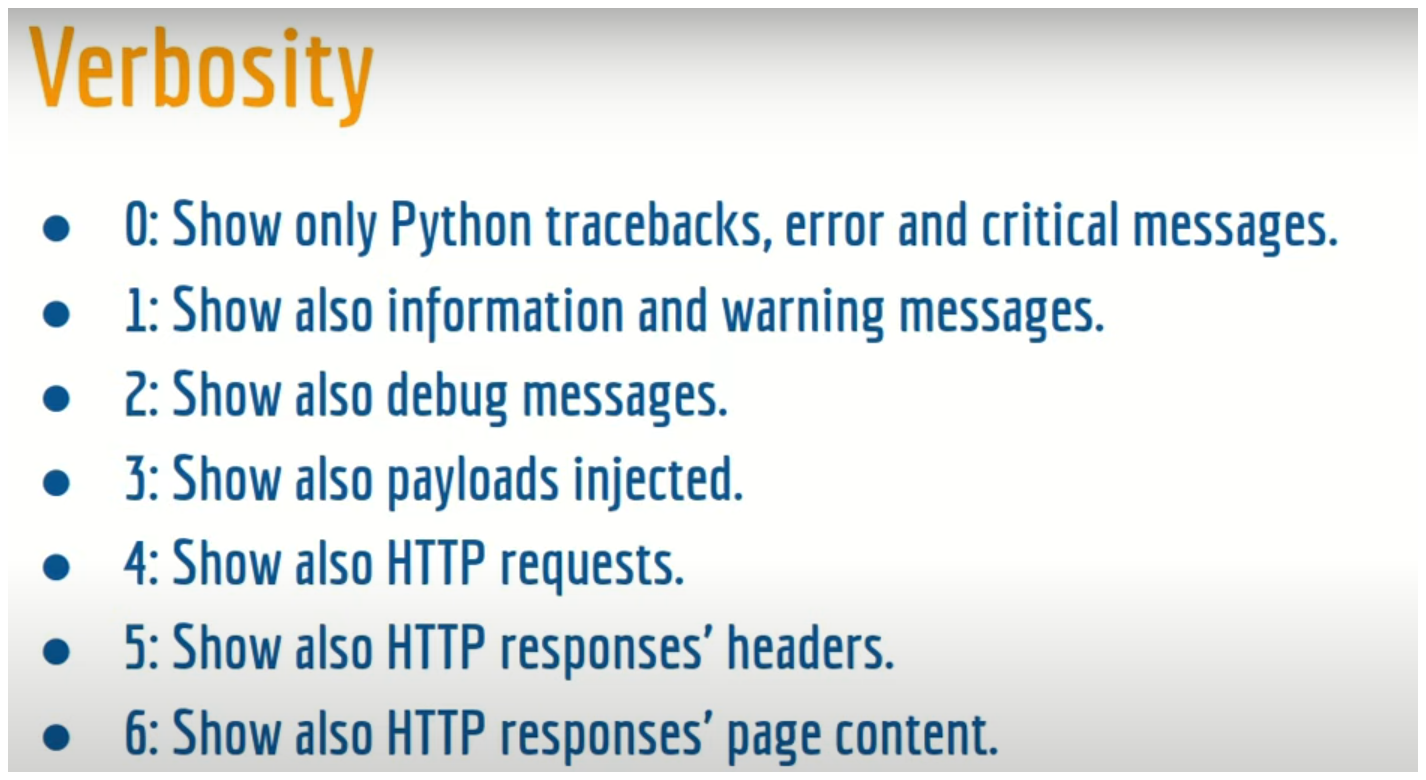 Verbosity
● 0: Show only Python tracebacks, error and critical messages.
● 1: Show also information and warning messages.
● 2: Show also debug messages.
● 3: Show also payloads injected.
● 4: Show also HTTP requests.
● 5: Show also HTTP responses’ headers.
● 6: Show also HTTP responses’ page content.